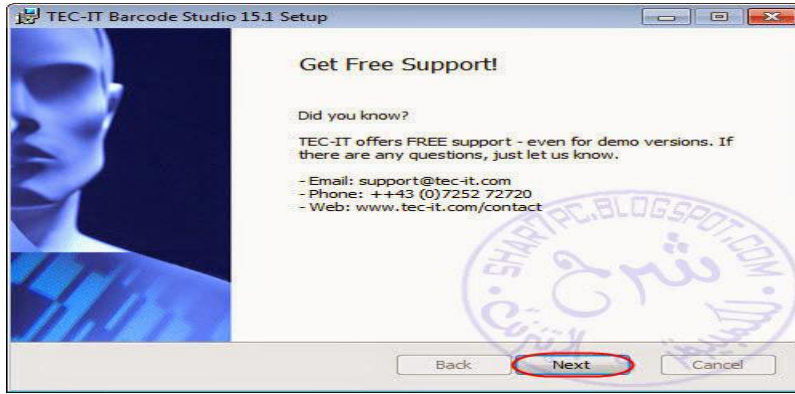 TEC-IT Barcode Studio 15.1 Setup
Get Free Support!
Did you know?
TEC-IT offers FREE support - even for demo versions. If
there are any questions, just let us know.
- Email: support@tec-it.com
- Phone: ++43 (0)7252 72720
- Web: www.tec-it.com/contact
SHARTPC.BLOGSPOT.COM
شرح
Back
Next
Cancel